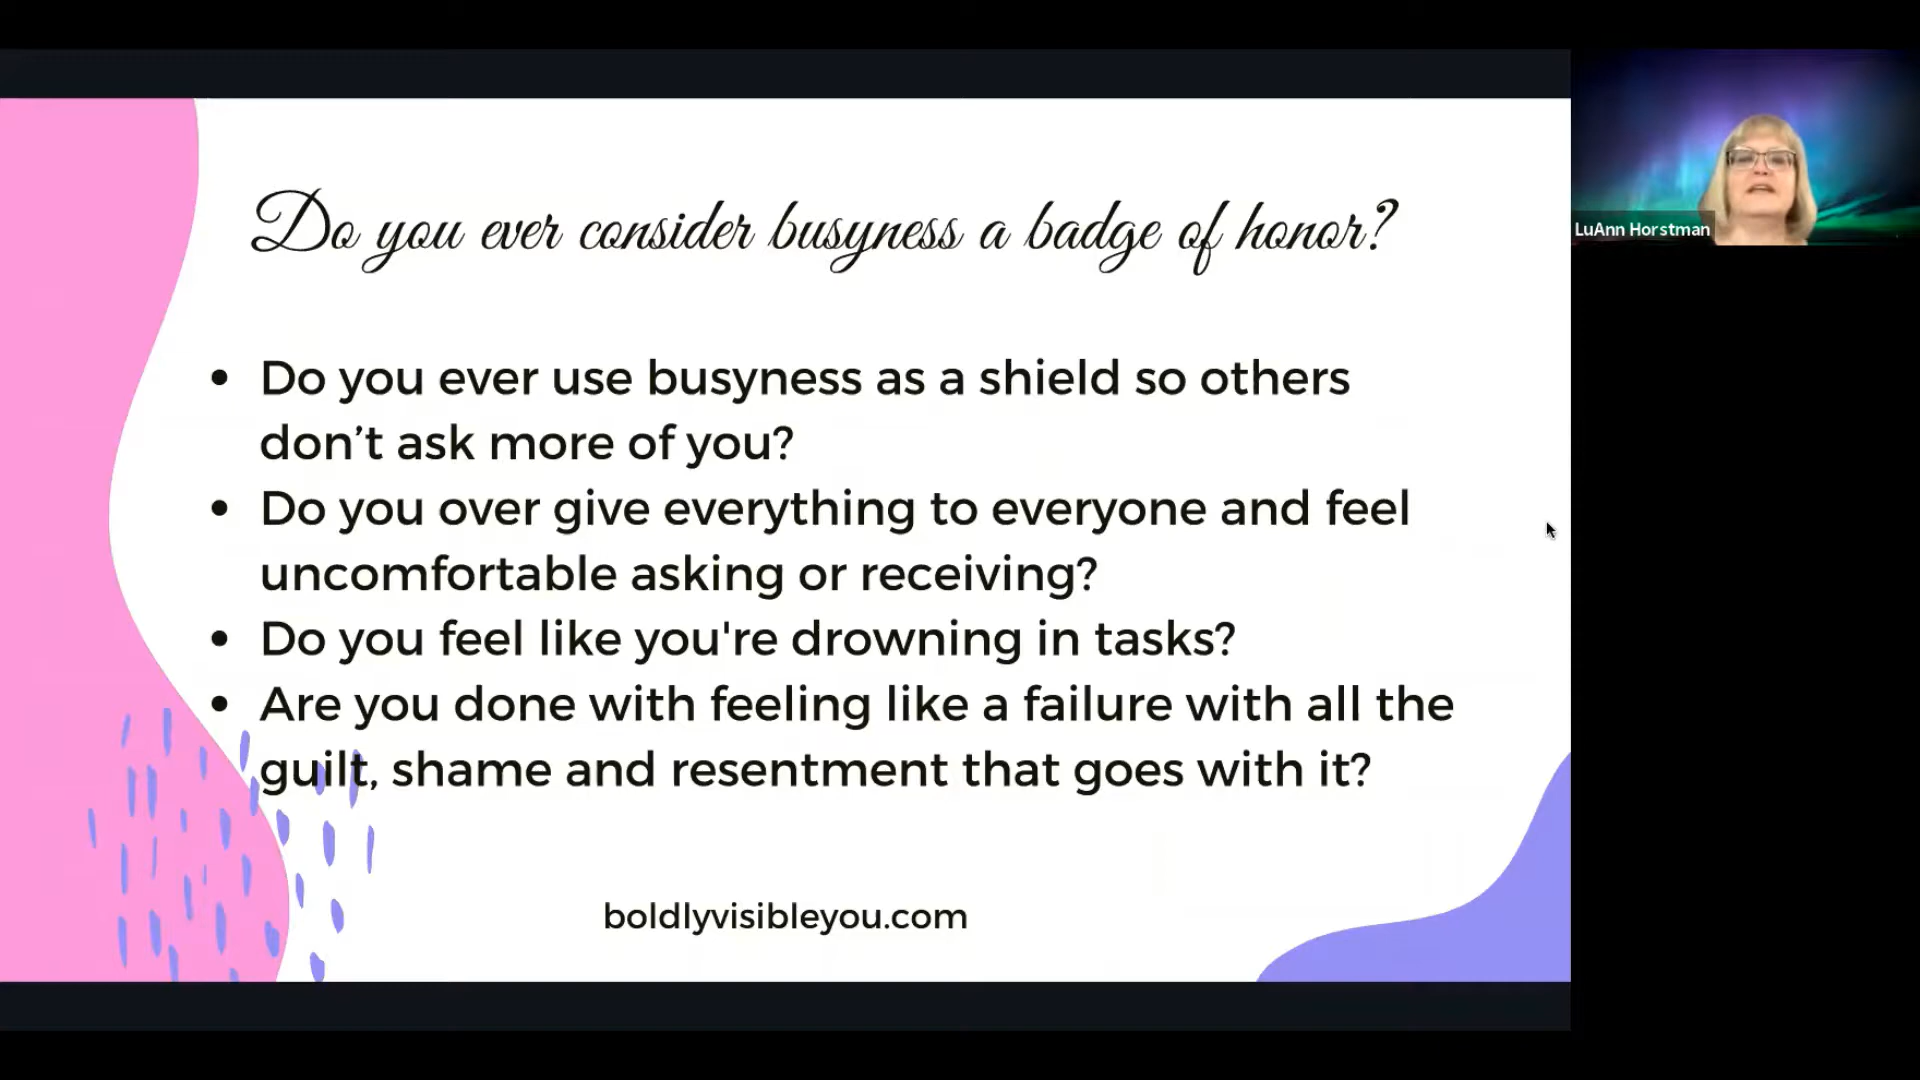 Do you ever consider busyness a badge of honor?
• Do you ever use busyness as a shield so others
don’t ask more of you?
• Do you over give everything to everyone and feel
uncomfortable asking or receiving?
• Do you feel like you're drowning in tasks?
• Are you done with feeling like a failure with all the
guilt, shame and resentment that goes with it?
boldlyvisibleyou.com
LuAnn Horstman